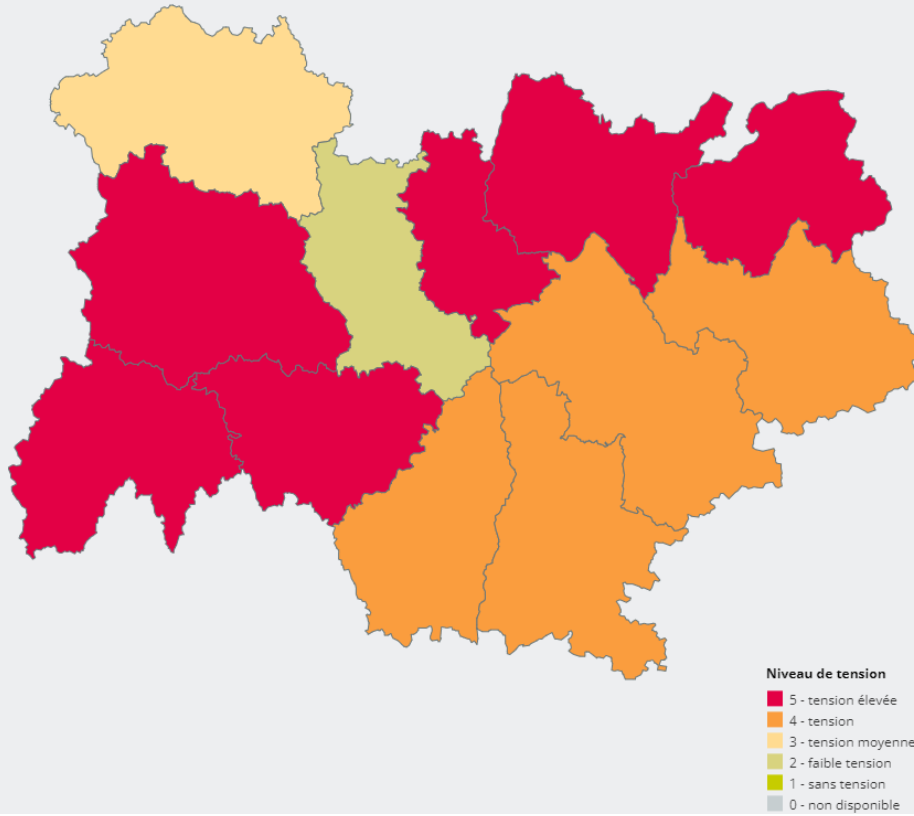 Niveau de tension
5 - tension élevée
4 - tension
3 - tension moyenne
2 - faible tension
1 - sans tension
0 - non disponible